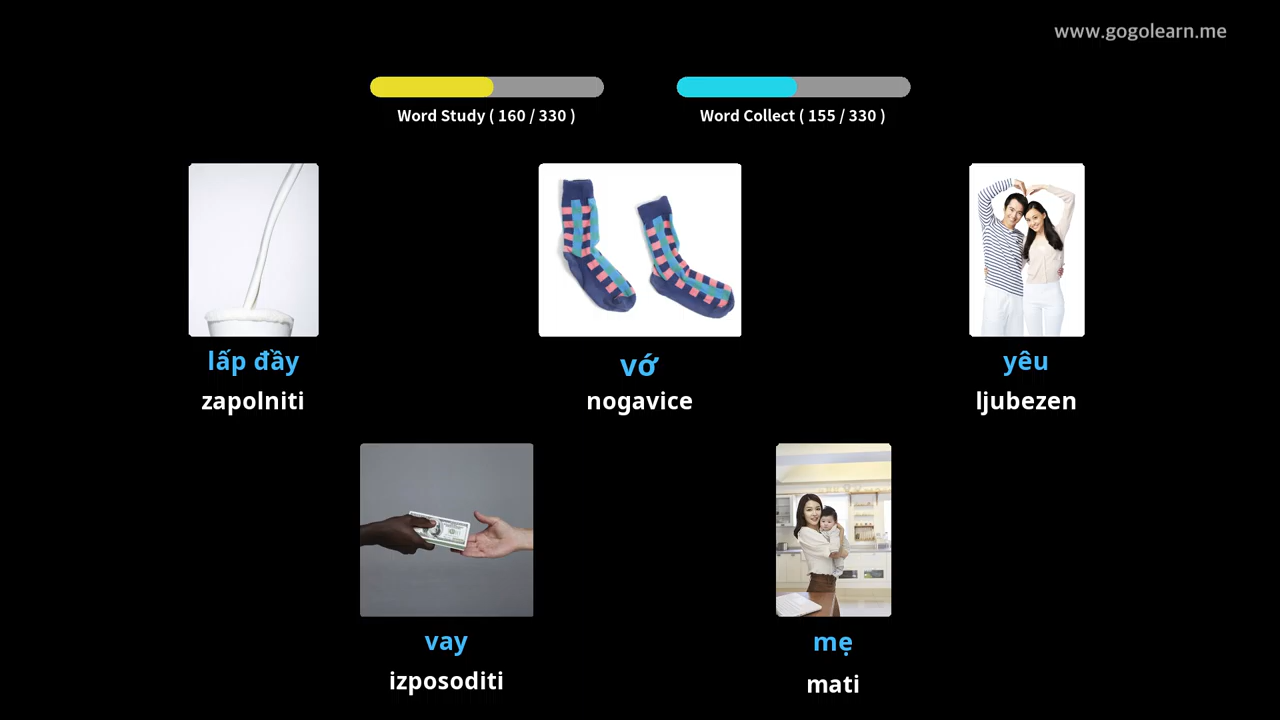 www.gogolearn.me
Word Study ( 160 / 330 )
Word Collect ( 155 / 330 )
lấp đầy
zapolniti
vớ
nogavice
yêu
ljubezen
vay
izposoditi
mẹ
mati